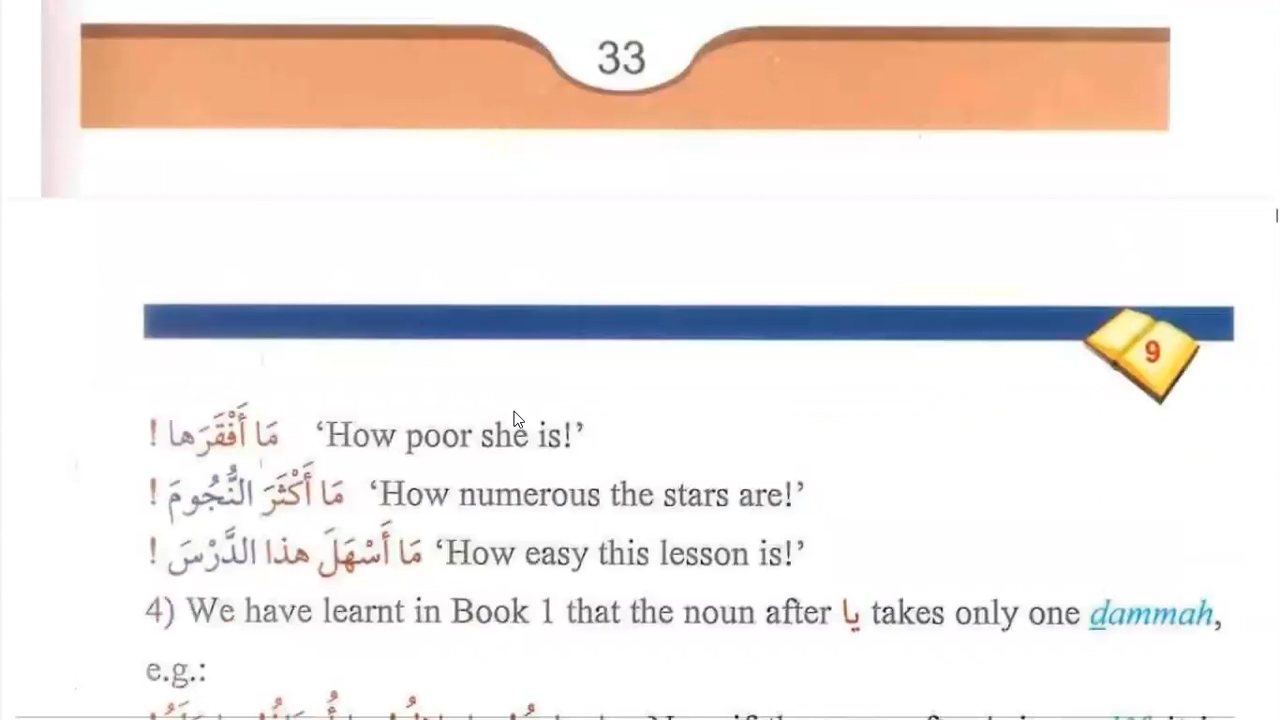 33
9
مَا أَفْقَرَها ! ‘How poor she is!’
مَا أَكْثَرَ النُّجُومَ ! ‘How numerous the stars are!’
مَا أَسْهَلَ هذا الدَّرْسَ ! ‘How easy this lesson is!’
4) We have learnt in Book 1 that the noun after يا takes only one dammah,
e.g.: